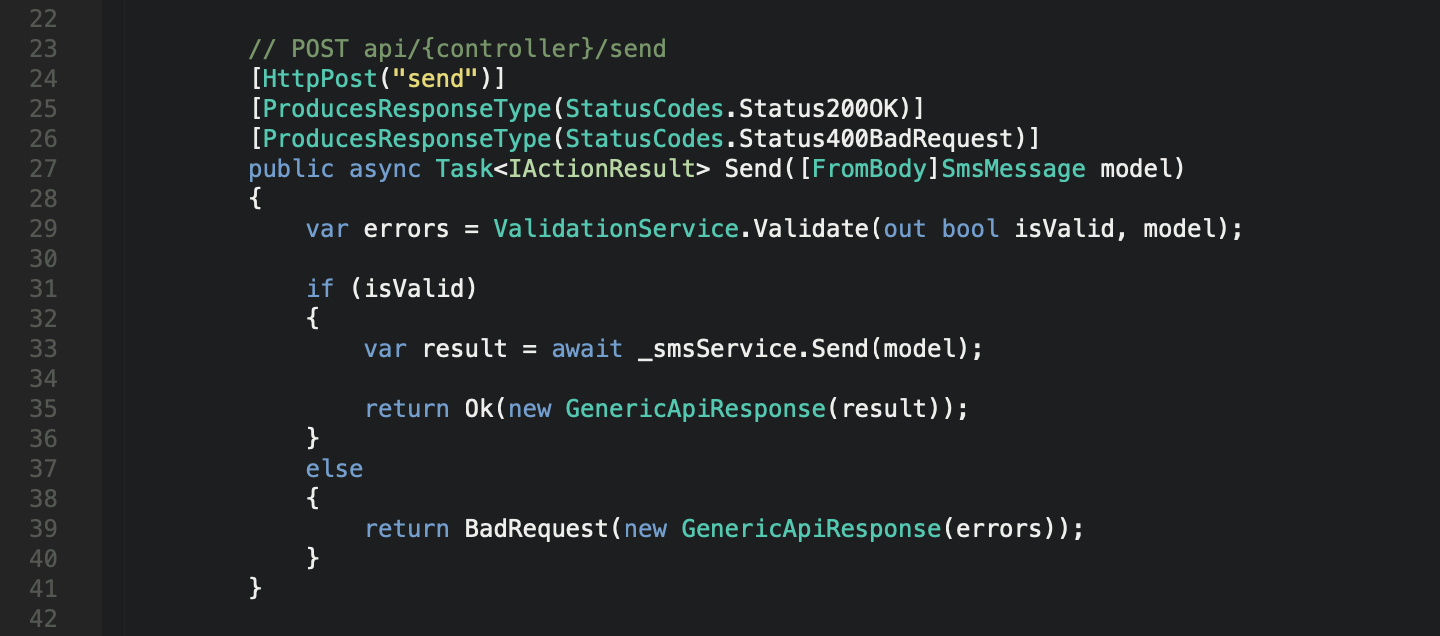 22
23 // POST api/{controller}/send
24 [HttpPost("send")]
25 [ProducesResponseType(StatusCodes.Status200OK)]
26 [ProducesResponseType(StatusCodes.Status400BadRequest)]
27 public async Task<IActionResult> Send([FromBody]SmsMessage model)
28 {
29 var errors = ValidationService.Validate(out bool isValid, model);
30
31 if (isValid)
32 {
33 var result = await _smsService.Send(model);
34
35 return Ok(new GenericApiResponse(result));
36 }
37 else
38 {
39 return BadRequest(new GenericApiResponse(errors));
40 }
41 }
42